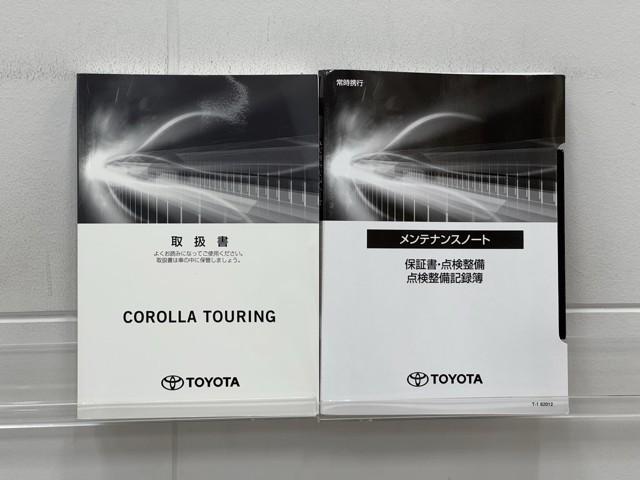 取扱書
よくお読みになってご使用ください。
取扱書は車の中に保管しましょう。
COROLLA TOURING
TOYOTA
常時携行
メンテナンスノート
保証書・点検整備
点検整備記録簿
TOYOTA
T-1 62012